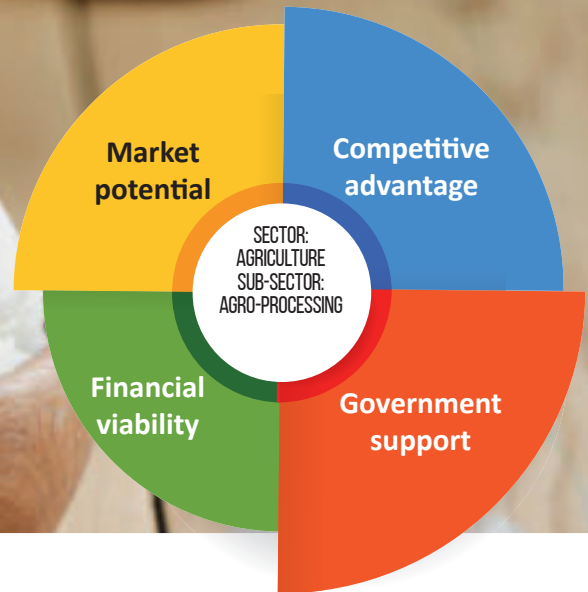 Market
potential
Competitive
advantage
SECTOR:
AGRICULTURE
SUB-SECTOR:
AGRO-PROCESSING
Financial
viability
Government
support